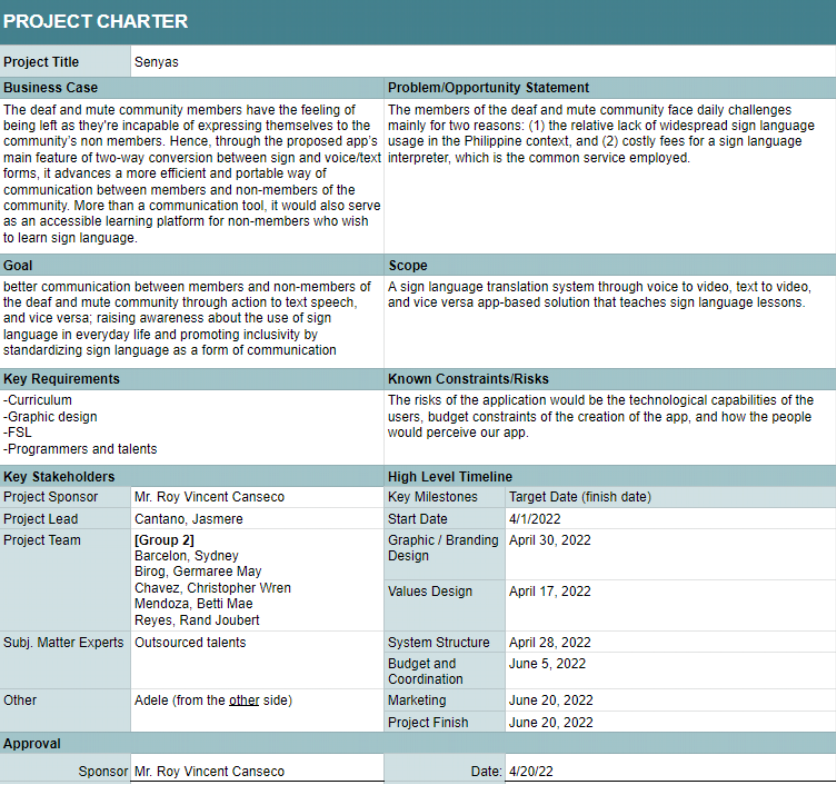 PROJECT CHARTER
Project Title Senyas
Business Case
The deaf and mute community members have the feeling of
being left as they're incapable of expressing themselves to the
community's non members. Hence, through the proposed app's
main feature of two-way conversion between sign and voice/text
forms, it advances a more efficient and portable way of
communication between members and non-members of the
community. More than a communication tool, it would also serve
as an accessible learning platform for non-members who wish
to learn sign language.
Problem/Opportunity Statement
The members of the deaf and mute community face daily challenges
mainly for two reasons: (1) the relative lack of widespread sign language
usage in the Philippine context, and (2) costly fees for a sign language
interpreter, which is the common service employed.
Goal
better communication between members and non-members of
the deaf and mute community through action to text speech,
and vice versa; raising awareness about the use of sign
language in everyday life and promoting inclusivity by
standardizing sign language as a form of communication
Scope
A sign language translation system through voice to video, text to video,
and vice versa app-based solution that teaches sign language lessons.
Key Requirements
-Curriculum
-Graphic design
-FSL
-Programmers and talents
Known Constraints/Risks
The risks of the application would be the technological capabilities of the
users, budget constraints of the creation of the app, and how the people
would perceive our app.
Key Stakeholders
Project Sponsor Mr. Roy Vincent Canseco
Project Lead Cantano, Jasmere
Project Team [Group 2]
Barcelon, Sydney
Birog, Germaree May
Chavez, Christopher Wren
Mendoza, Betti Mae
Reyes, Rand Joubert
Subj. Matter Experts Outsourced talents
Other Adele (from the other side)
High Level Timeline
Key Milestones Target Date (finish date)
Start Date 4/1/2022
Graphic / Branding April 30, 2022
Design
Values Design April 17, 2022
System Structure April 28, 2022
Budget and June 5, 2022
Coordination
Marketing June 20, 2022
Project Finish June 20, 2022
Approval
Sponsor Mr. Roy Vincent Canseco Date: 4/20/22